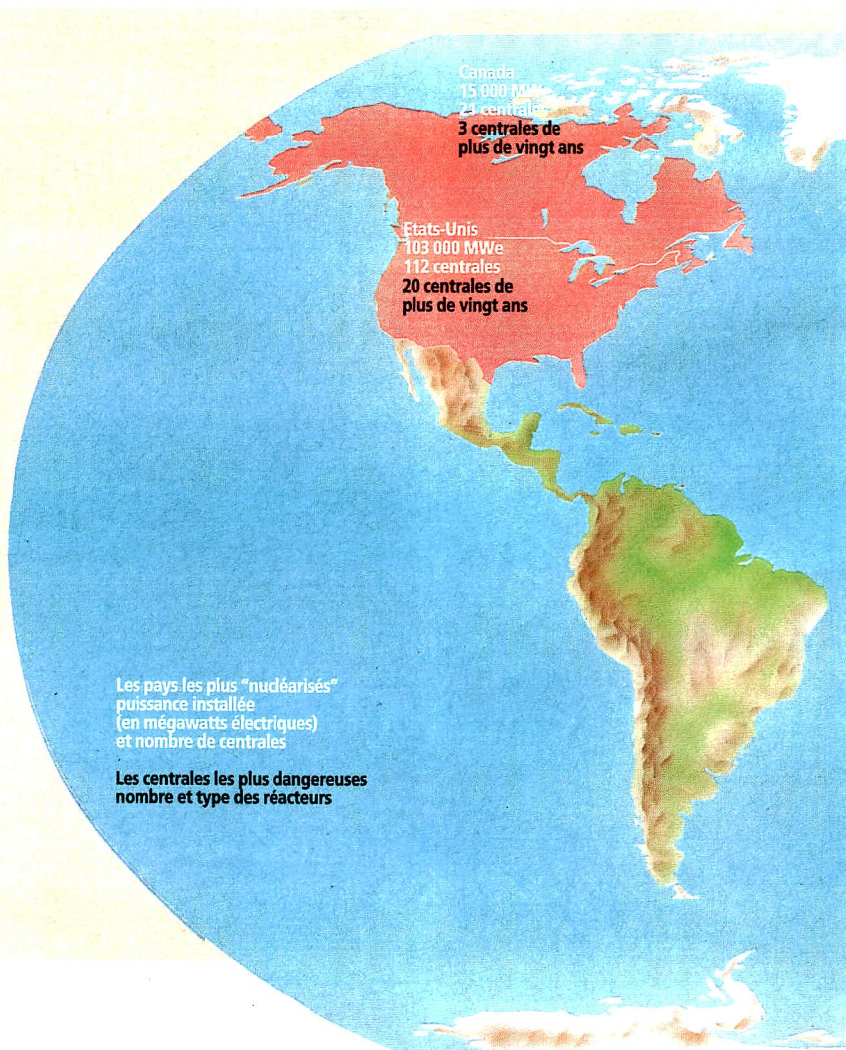 Canada
15 000 MWe
21 centrales
3 centrales de
plus de vingt ans
Etats-Unis
103 000 MWe
112 centrales
20 centrales de
plus de vingt ans
Les pays les plus "nucléarisés"
puissance installée
(en mégawatts électriques)
et nombre de centrales
Les centrales les plus dangereuses
nombre et type des réacteurs